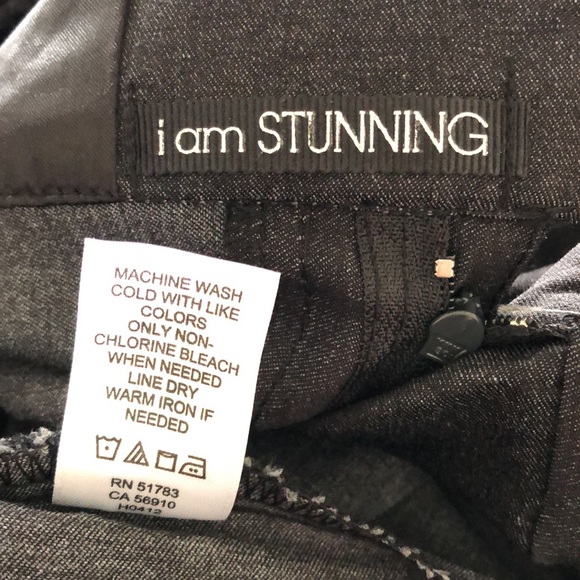 i am STUNNING
MACHINE WASH
COLD WITH LIKE
COLORS
ONLY NON-
CHLORINE BLEACH
WHEN NEEDED
LINE DRY
WARM IRON IF
NEEDED
RN 51783
CA 56910
H0412